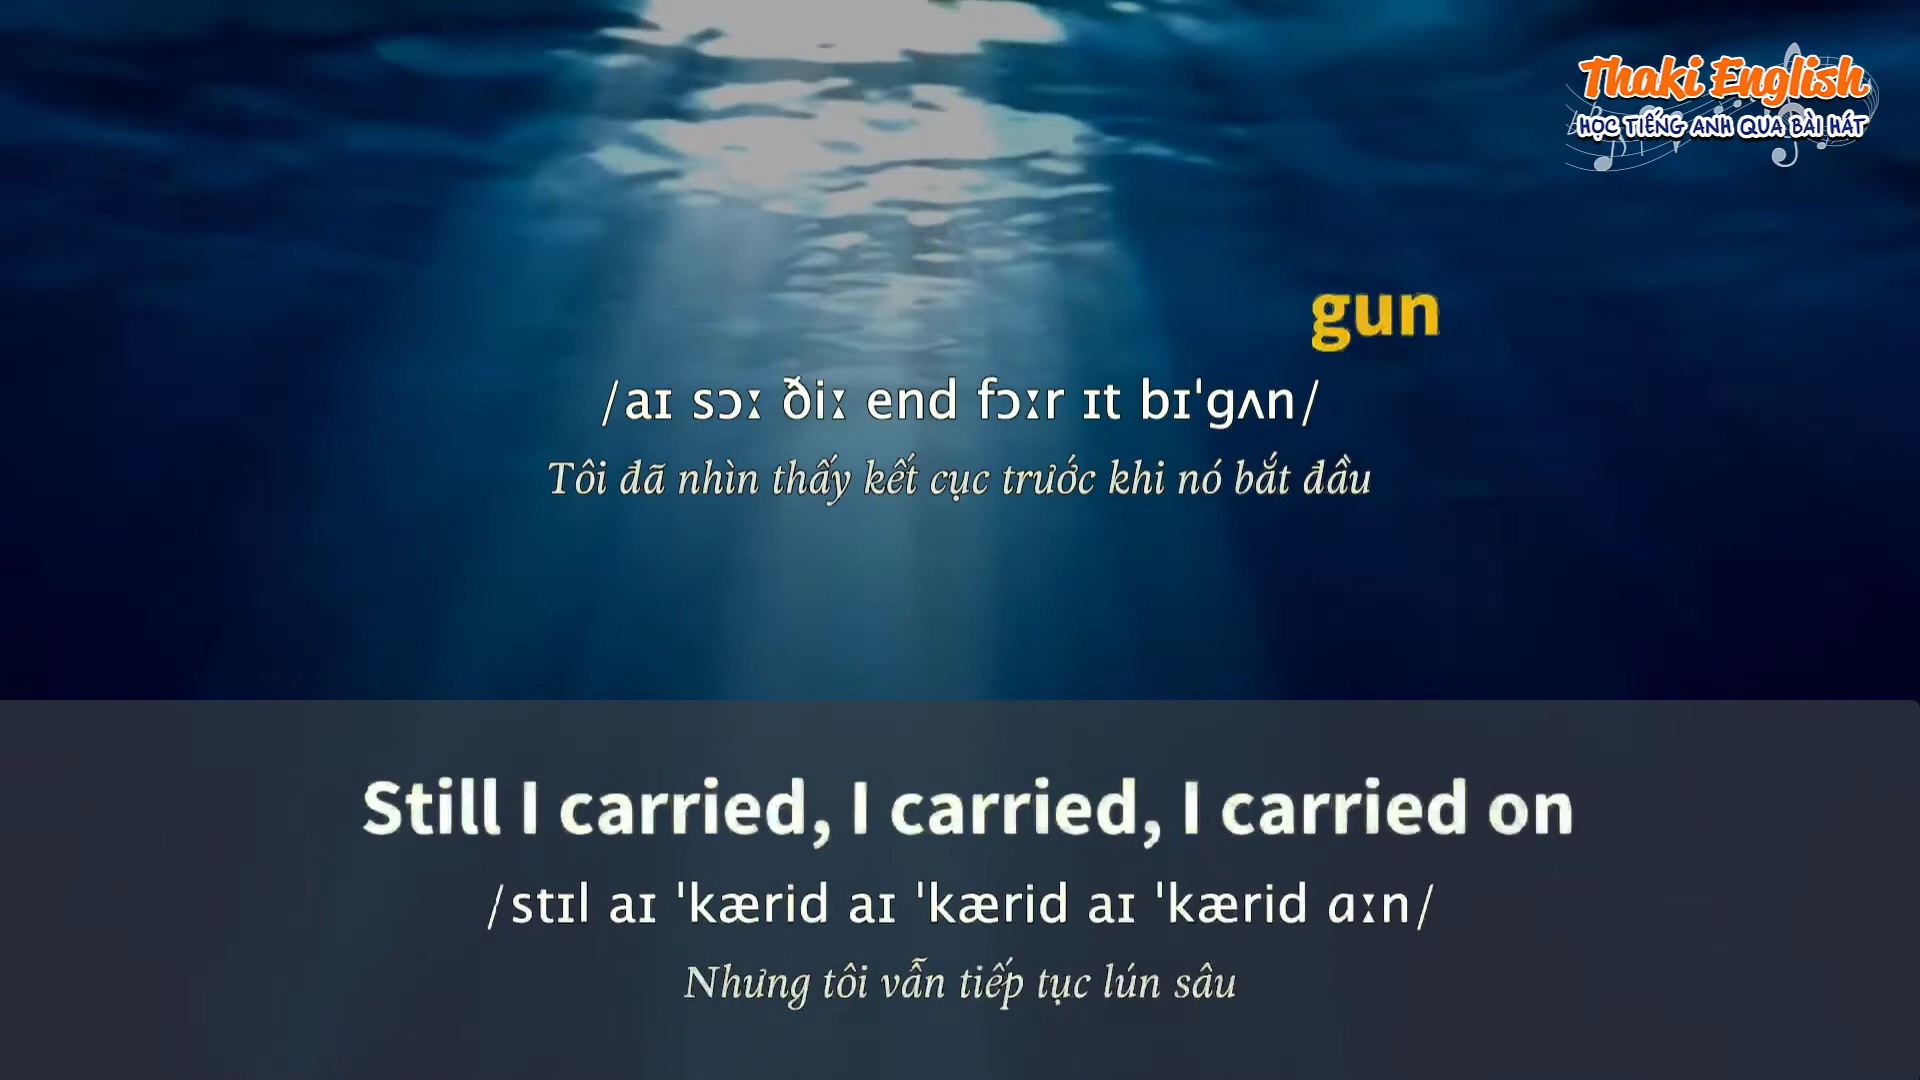 Thaki English
HỌC TIẾNG ANH QUA BÀI HÁT
gun
/aɪ sɔː ðiː end fɔːr ɪt bɪˈɡʌn/
Tôi đã nhìn thấy kết cục trước khi nó bắt đầu
Still I carried, I carried, I carried on
/stɪl aɪ ˈkærid aɪ ˈkærid aɪ ˈkærid ɑːn/
Nhưng tôi vẫn tiếp tục lún sâu